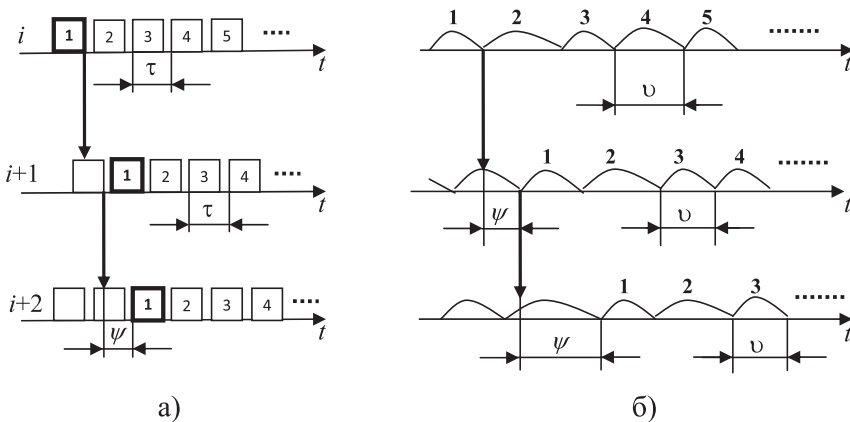 i 1 2 3 4 5 ..... t
τ
i+1 1 2 3 4 ..... t
τ
i+2 1 2 3 4 ..... t
ψ
а)
1 2 3 4 5 ........ t
υ
1 2 3 4 ........ t
ψ υ
1 2 3 ........ t
ψ υ
б)